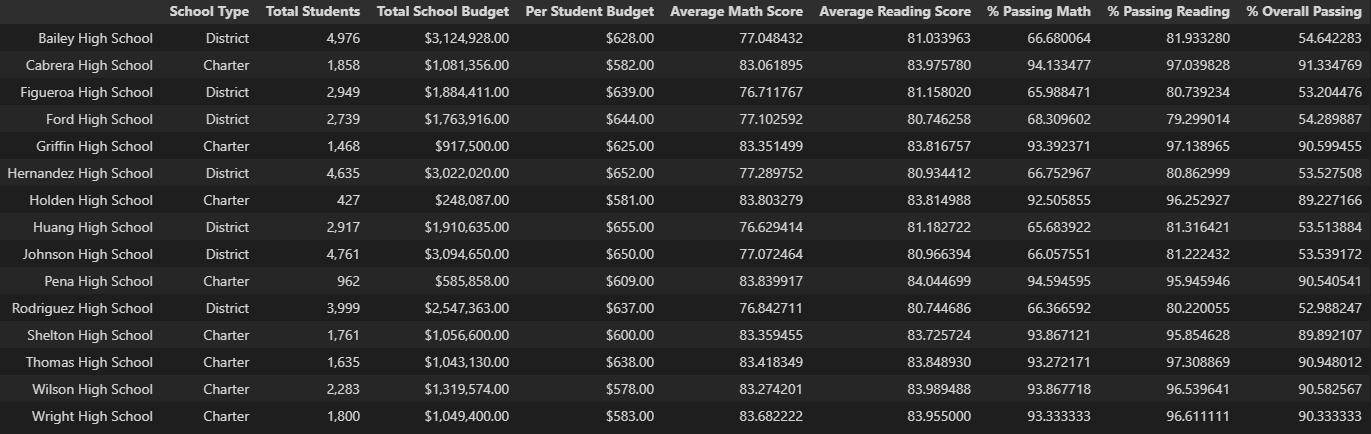 School Type Total Students Total School Budget Per Student Budget Average Math Score Average Reading Score % Passing Math % Passing Reading % Overall Passing
Bailey High School District 4,976 $3,124,928.00 $628.00 77.048432 81.033963 66.680064 81.933280 54.642283
Cabrera High School Charter 1,858 $1,081,356.00 $582.00 83.061895 83.975780 94.133477 97.039828 91.334769
Figueroa High School District 2,949 $1,884,411.00 $639.00 76.711767 81.158020 65.988471 80.739234 53.204476
Ford High School District 2,739 $1,763,916.00 $644.00 77.102592 80.746258 68.309602 79.299014 54.289887
Griffin High School Charter 1,468 $917,500.00 $625.00 83.351499 83.816757 93.392371 97.138965 90.599455
Hernandez High School District 4,635 $3,022,020.00 $652.00 77.289752 80.934412 66.752967 80.862999 53.527508
Holden High School Charter 427 $248,087.00 $581.00 83.803279 83.814988 92.505855 96.252927 89.227166
Huang High School District 2,917 $1,910,635.00 $655.00 76.629414 81.182722 65.683922 81.316421 53.513884
Johnson High School District 4,761 $3,094,650.00 $650.00 77.072464 80.966394 66.057551 81.222432 53.539172
Pena High School Charter 962 $585,858.00 $609.00 83.839917 84.044699 94.594595 95.945946 90.540541
Rodriguez High School District 3,999 $2,547,363.00 $637.00 76.842711 80.744686 66.366592 80.220055 52.988247
Shelton High School Charter 1,761 $1,056,600.00 $600.00 83.359455 83.725724 93.867121 95.854628 89.892107
Thomas High School Charter 1,635 $1,043,130.00 $638.00 83.418349 83.848930 93.272171 97.308869 90.948012
Wilson High School Charter 2,283 $1,319,574.00 $578.00 83.274201 83.989488 93.867718 96.539641 90.582567
Wright High School Charter 1,800 $1,049,400.00 $583.00 83.682222 83.955000 93.333333 96.611111 90.333333